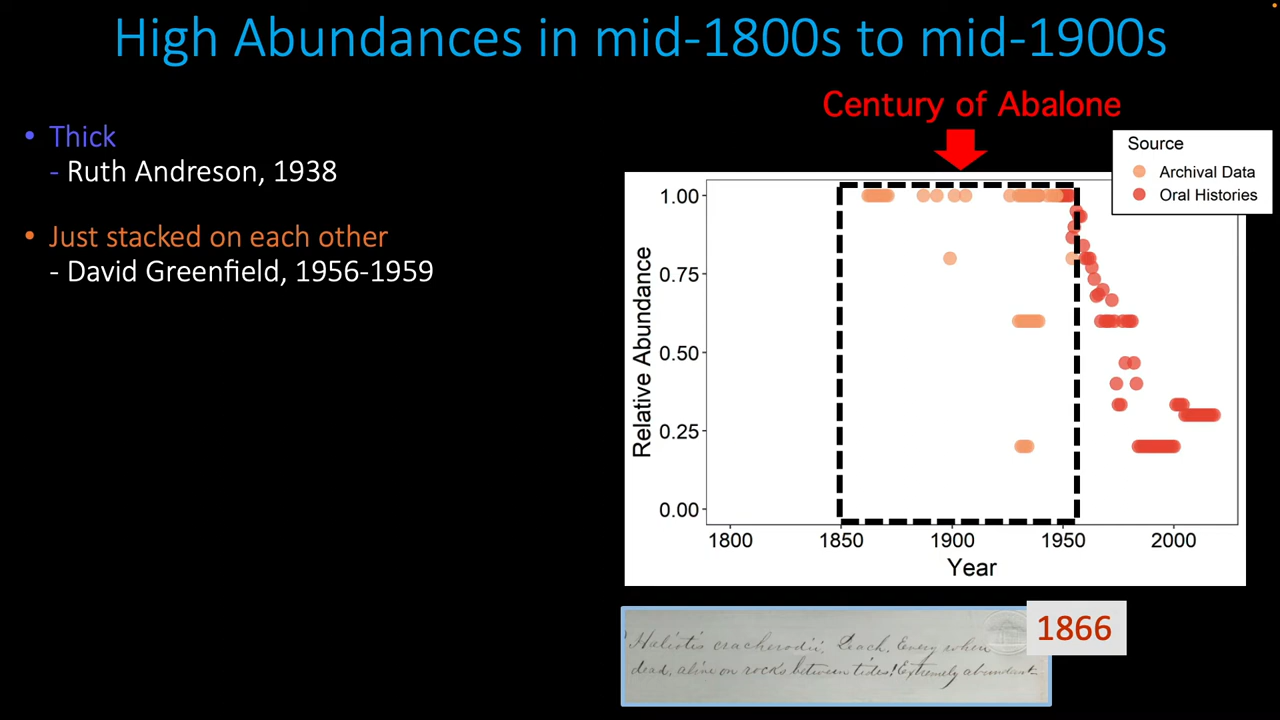 High Abundances in mid-1800s to mid-1900s
• Thick
- Ruth Andreson, 1938
• Just stacked on each other
- David Greenfield, 1956-1959
Century of Abalone
Source
Archival Data
Oral Histories
Relative Abundance
1.00
0.75
0.50
0.25
0.00
1800 1850 1900 1950 2000
Year
1866
Haliotis cracherodii, Leach. Every when
dead, alive on rocks between tides! Extremely abundant